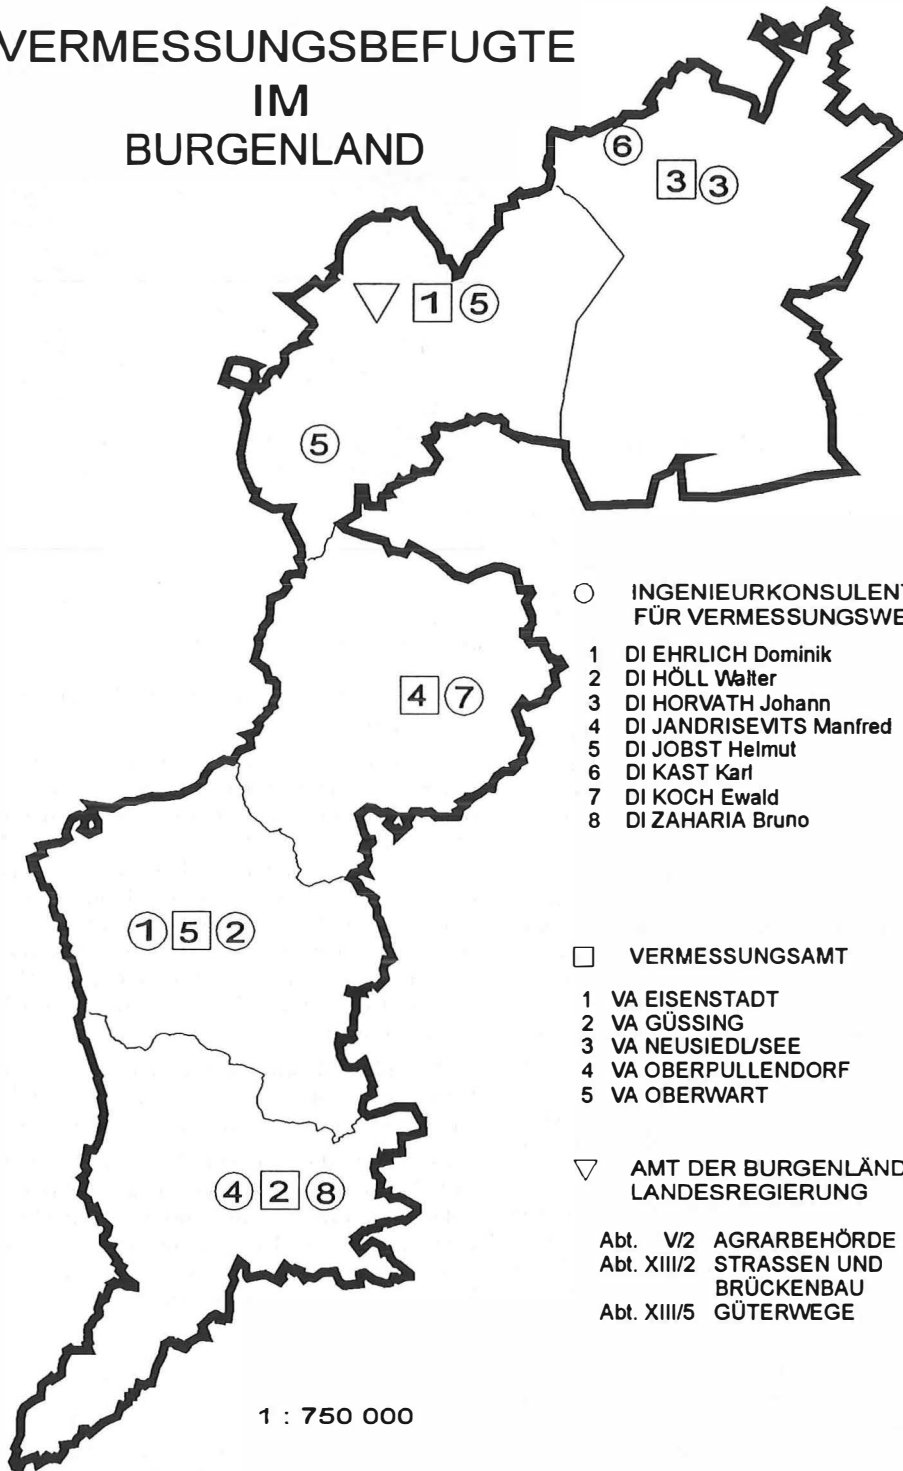 VERMESSUNGSBEFUGTE
IM
BURGENLAND
6
3 3
1 5
5
4 7
1 5 2
4 2 8
1 : 750 000
INGENIEURKONSULENT
FÜR VERMESSUNGSWE
1 DI EHRLICH Dominik
2 DI HÖLL Walter
3 DI HORVATH Johann
4 DI JANDRISEVITS Manfred
5 DI JOBST Helmut
6 DI KAST Karl
7 DI KOCH Ewald
8 DI ZAHARIA Bruno
VERMESSUNGSAMT
1 VA EISENSTADT
2 VA GÜSSING
3 VA NEUSIEDL/SEE
4 VA OBERPULLENDORF
5 VA OBERWART
AMT DER BURGENLÄND
LANDESREGIERUNG
Abt. V/2 AGRARBEHÖRDE
Abt. XIII/2 STRASSEN UND
BRÜCKENBAU
Abt. XIII/5 GÜTERWEGE